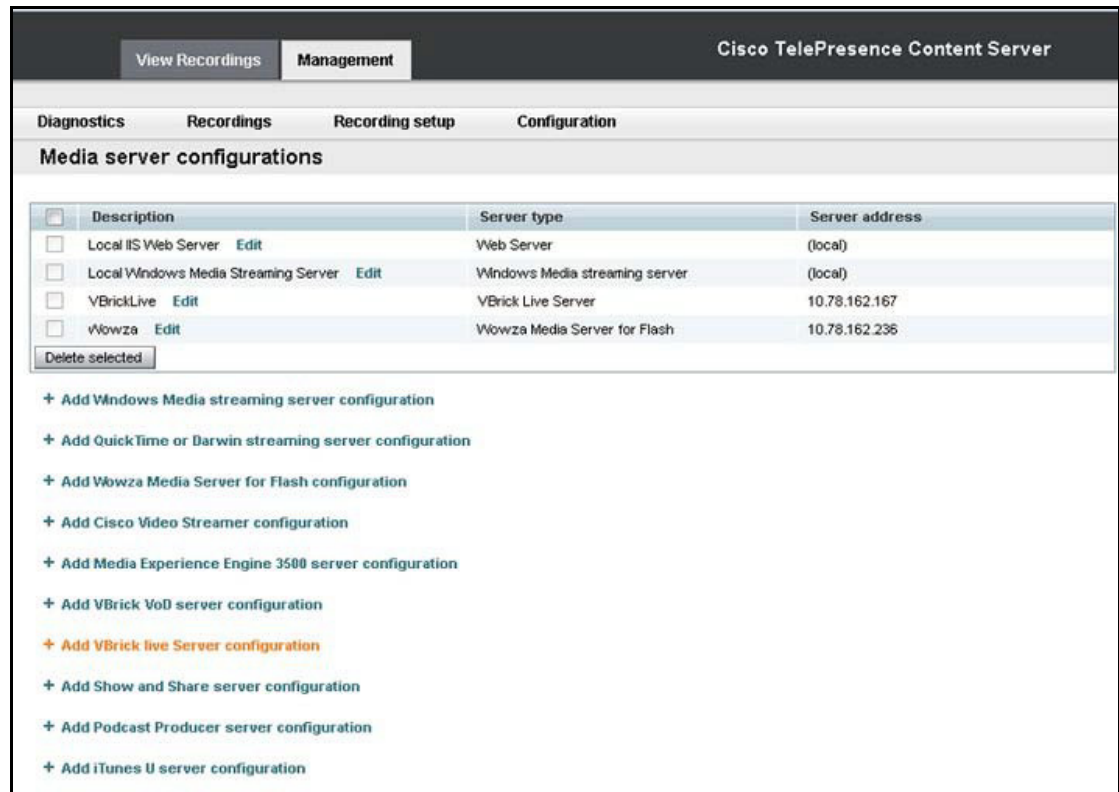 View Recordings Management Cisco TelePresence Content Server
Diagnostics Recordings Recording setup Configuration
Media server configurations
Description Server type Server address
Local IIS Web Server Edit Web Server (local)
Local Windows Media Streaming Server Edit Windows Media streaming server (local)
VBrickLive Edit VBrick Live Server 10.78.162.167
Wowza Edit Wowza Media Server for Flash 10.78.162.236
Delete selected
+ Add Windows Media streaming server configuration
+ Add QuickTime or Darwin streaming server configuration
+ Add Wowza Media Server for Flash configuration
+ Add Cisco Video Streamer configuration
+ Add Media Experience Engine 3500 server configuration
+ Add VBrick VoD server configuration
+ Add VBrick live Server configuration
+ Add Show and Share server configuration
+ Add Podcast Producer server configuration
+ Add iTunes U server configuration